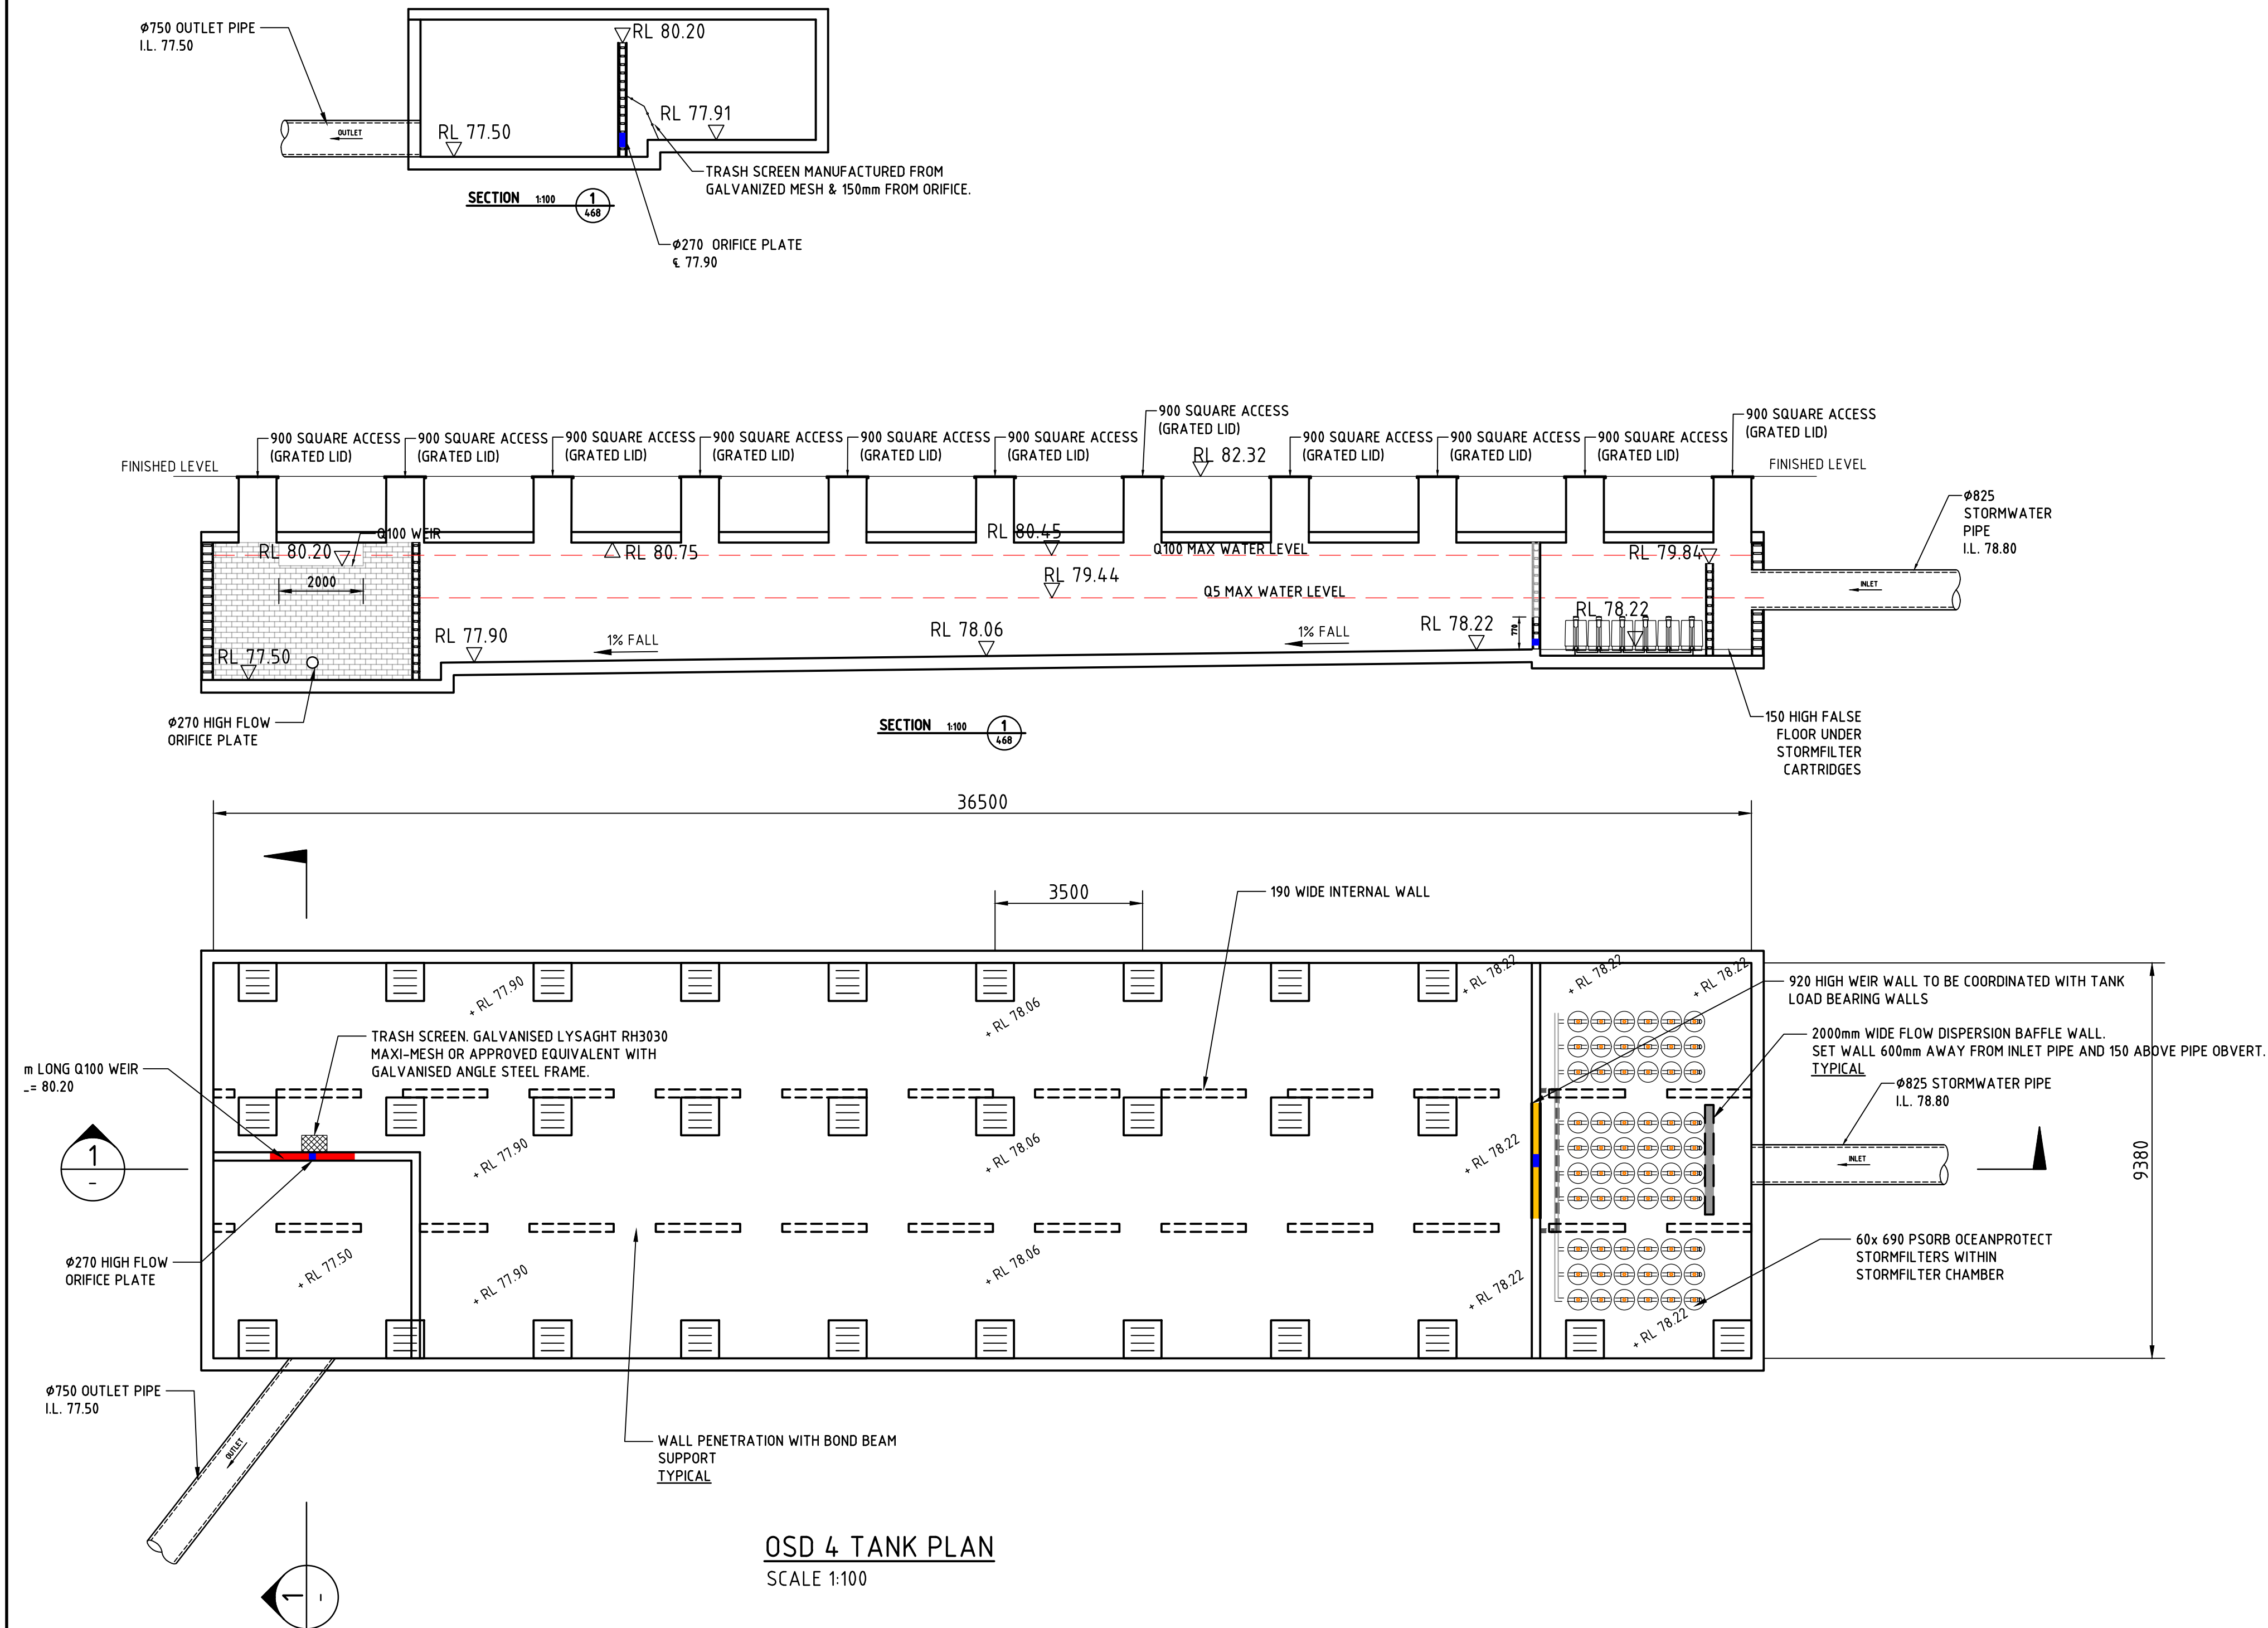 Ø750 OUTLET PIPE
I.L. 77.50
RL 80.20
RL 77.91
RL 77.50
OUTLET
TRASH SCREEN MANUFACTURED FROM
GALVANIZED MESH & 150mm FROM ORIFICE.
SECTION 1:100
1
468
Ø270 ORIFICE PLATE
℄ 77.90
900 SQUARE ACCESS
(GRATED LID)
900 SQUARE ACCESS
(GRATED LID)
900 SQUARE ACCESS
(GRATED LID)
900 SQUARE ACCESS
(GRATED LID)
900 SQUARE ACCESS
(GRATED LID)
900 SQUARE ACCESS
(GRATED LID)
900 SQUARE ACCESS
(GRATED LID)
900 SQUARE ACCESS
(GRATED LID)
900 SQUARE ACCESS
(GRATED LID)
900 SQUARE ACCESS
(GRATED LID)
900 SQUARE ACCESS
(GRATED LID)
FINISHED LEVEL
RL 82.32
FINISHED LEVEL
Ø825
STORMWATER
PIPE
I.L. 78.80
Q100 WEIR
RL 80.20
RL 80.75
RL 80.45
Q100 MAX WATER LEVEL
RL 79.84
2000
RL 79.44
Q5 MAX WATER LEVEL
INLET
RL 78.22
770
RL 77.90
1% FALL
RL 78.06
1% FALL
RL 78.22
RL 77.50
Ø270 HIGH FLOW
ORIFICE PLATE
SECTION 1:100
1
468
150 HIGH FALSE
FLOOR UNDER
STORMFILTER
CARTRIDGES
36500
3500
190 WIDE INTERNAL WALL
+ RL 77.90
+ RL 78.06
+ RL 78.22
+ RL 78.22
+ RL 78.22
920 HIGH WEIR WALL TO BE COORDINATED WITH TANK
LOAD BEARING WALLS
TRASH SCREEN. GALVANISED LYSAGHT RH3030
MAXI-MESH OR APPROVED EQUIVALENT WITH
GALVANISED ANGLE STEEL FRAME.
2000mm WIDE FLOW DISPERSION BAFFLE WALL.
SET WALL 600mm AWAY FROM INLET PIPE AND 150 ABOVE PIPE OBVERT.
TYPICAL
m LONG Q100 WEIR
_= 80.20
Ø825 STORMWATER PIPE
I.L. 78.80
1
-
+ RL 77.90
+ RL 78.06
+ RL 78.22
INLET
9380
Ø270 HIGH FLOW
ORIFICE PLATE
+ RL 77.50
+ RL 77.90
+ RL 78.06
+ RL 78.22
+ RL 78.22
60x 690 PSORB OCEANPROTECT
STORMFILTERS WITHIN
STORMFILTER CHAMBER
Ø750 OUTLET PIPE
I.L. 77.50
OUTLET
WALL PENETRATION WITH BOND BEAM
SUPPORT
TYPICAL
OSD 4 TANK PLAN
SCALE 1:100
1
-